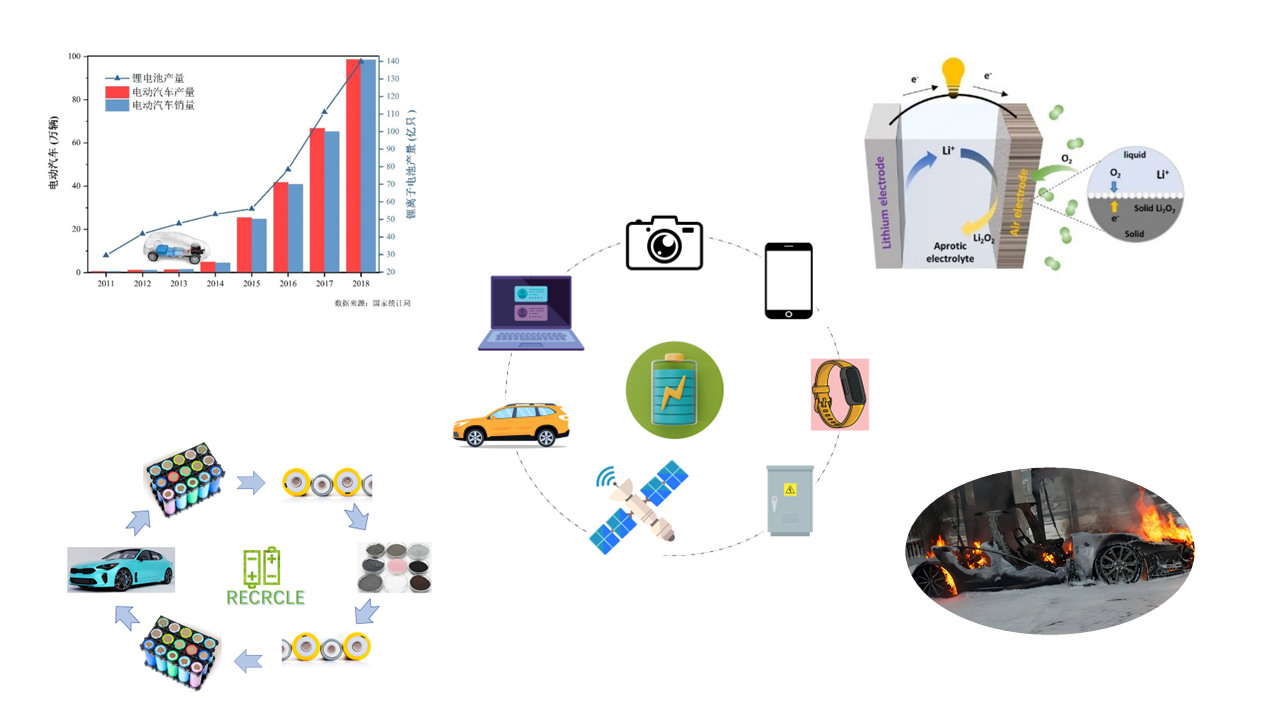 100
80
60
40
20
0
电动汽车 (万辆)
锂电池产量
电动汽车产量
电动汽车销量
140
130
120
110
100
90
80
70
60
50
40
30
20
锂离子电池产量 (亿只)
2011 2012 2013 2014 2015 2016 2017 2018
数据来源：国家统计局
e⁻ e⁻
Lithium electrode
Li⁺
Li₂O₂
Aprotic
electrolyte
Air electrode
O₂
liquid
O₂
Li⁺
Solid Li₂O₂
e⁻
Solid
RECRCLE